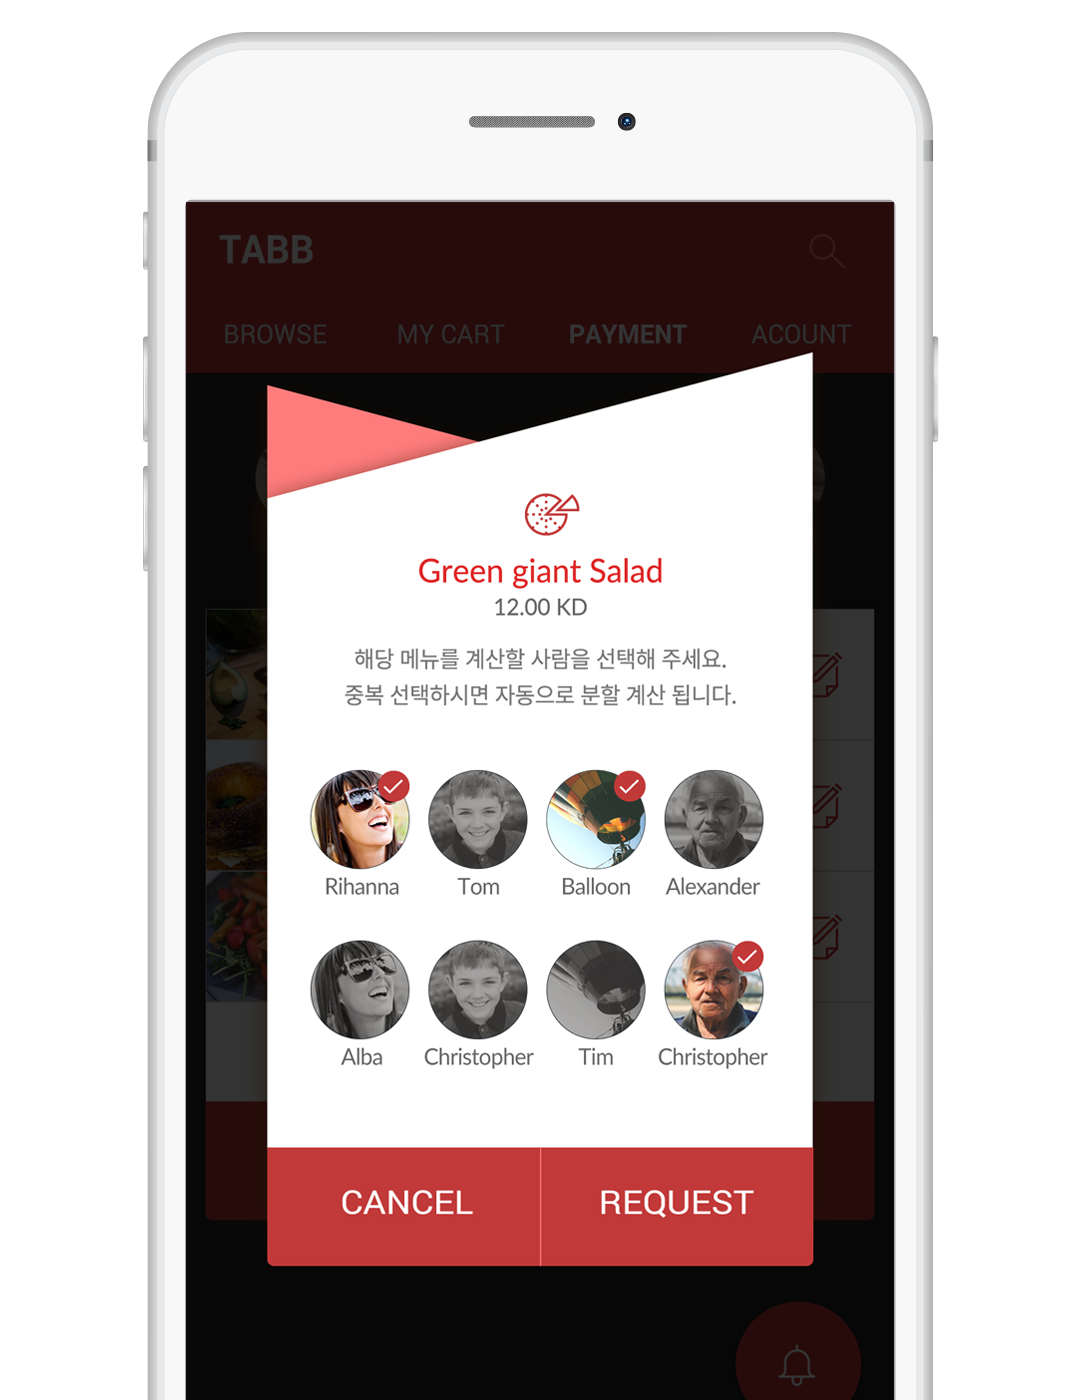 TABB
BROWSE MY CART PAYMENT ACOUNT
Green giant Salad
12.00 KD
해당 메뉴를 계산할 사람을 선택해 주세요.
중복 선택하시면 자동으로 분할 계산 됩니다.
Rihanna Tom Balloon Alexander
Alba Christopher Tim Christopher
CANCEL REQUEST